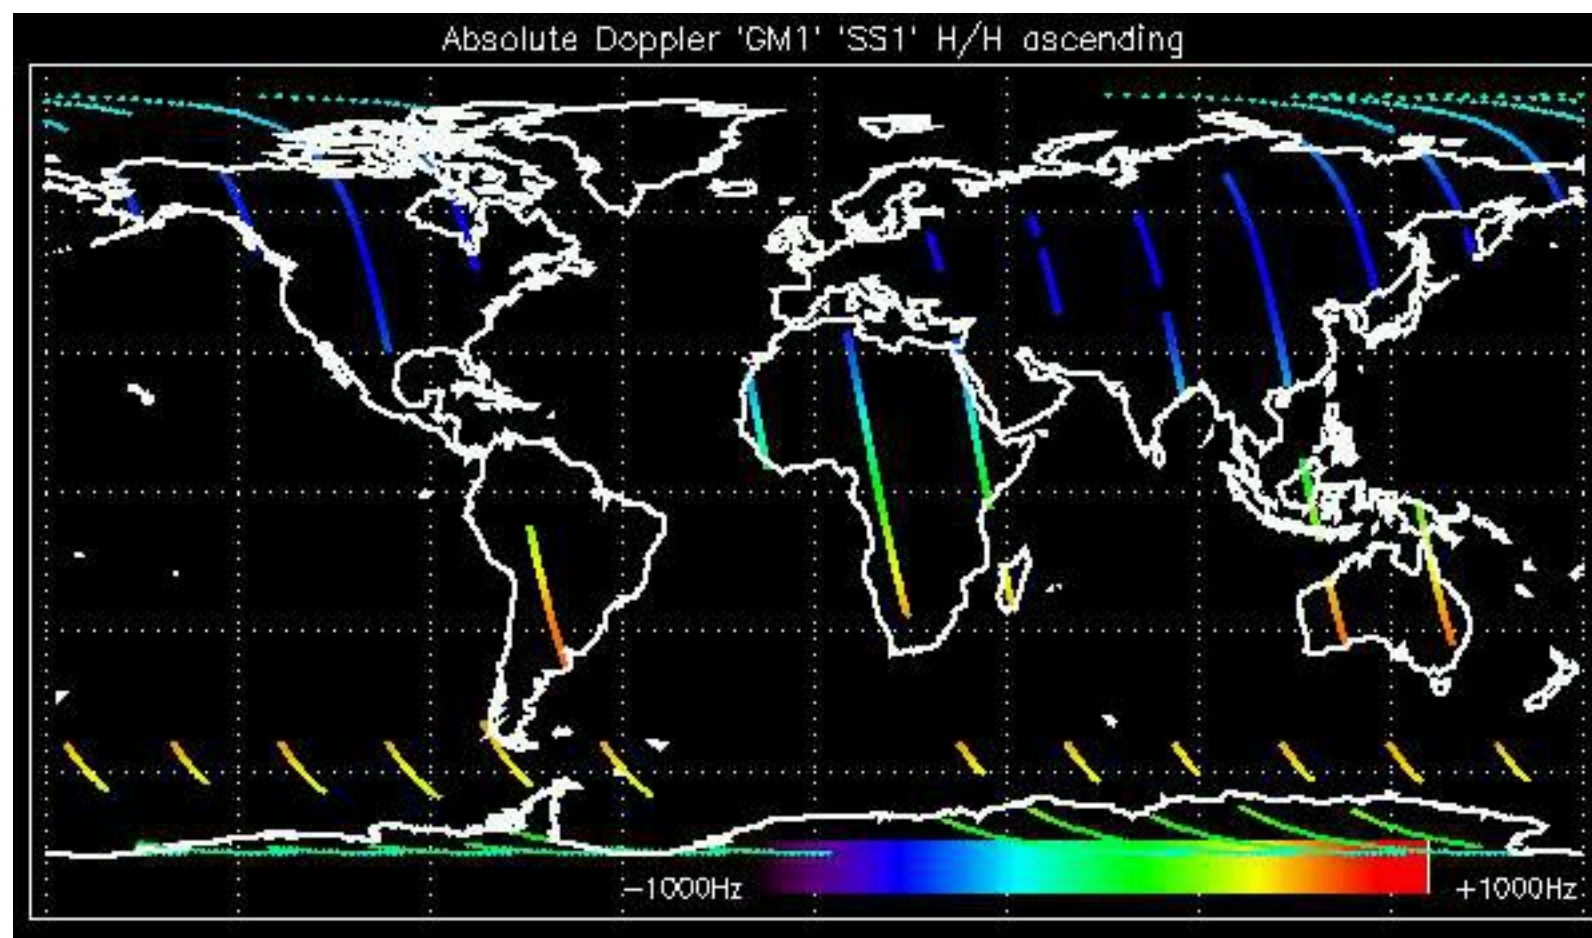 Absolute Doppler 'GM1' 'SS1' H/H ascending
-1000Hz
+1000Hz